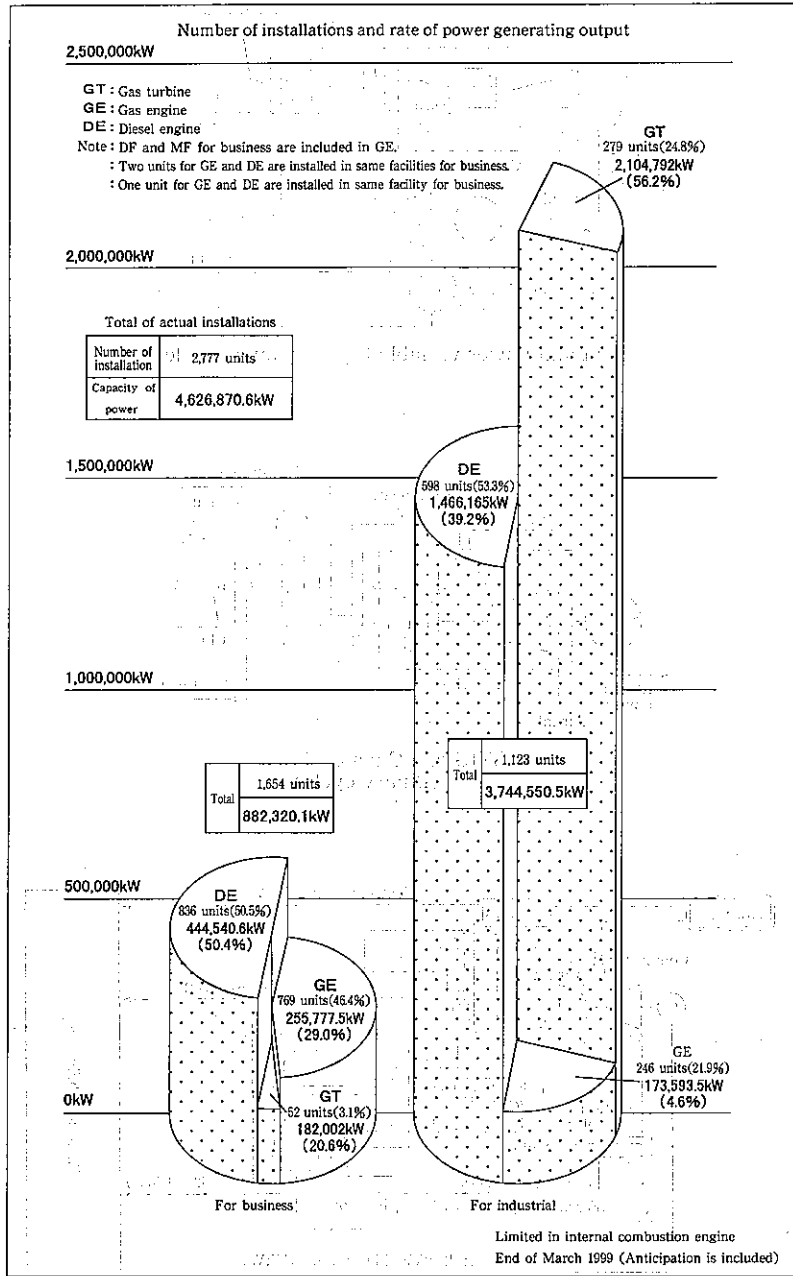 Number of installations and rate of power generating output
2,500,000kW
GT : Gas turbine
GE : Gas engine
DE : Diesel engine
Note : DF and MF for business are included in GE.
: Two units for GE and DE are installed in same facilities for business.
: One unit for GE and DE are installed in same facility for business.
GT
279 units(24.8%)
2,104,792kW
(56.2%)
2,000,000kW
Total of actual installations
Number of installation
2,777 units
Capacity of power
4,626,870.6kW
1,500,000kW
DE
598 units(53.3%)
1,466,165kW
(39.2%)
1,000,000kW
Total
1,654 units
882,320.1kW
Total
1,123 units
3,744,550.5kW
500,000kW
DE
836 units(50.5%)
444,540.6kW
(50.4%)
GE
769 units(46.4%)
255,777.5kW
(29.0%)
GT
52 units(3.1%)
182,002kW
(20.6%)
GE
246 units(21.9%)
173,593.5kW
(4.6%)
0kW
For business
For industrial
Limited in internal combustion engine
End of March 1999 (Anticipation is included)